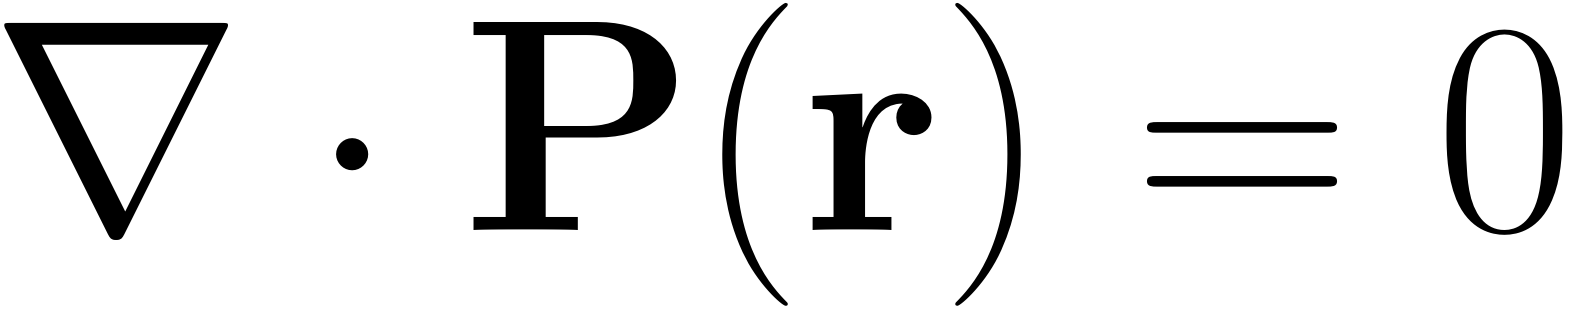 ∇ · P(r) = 0